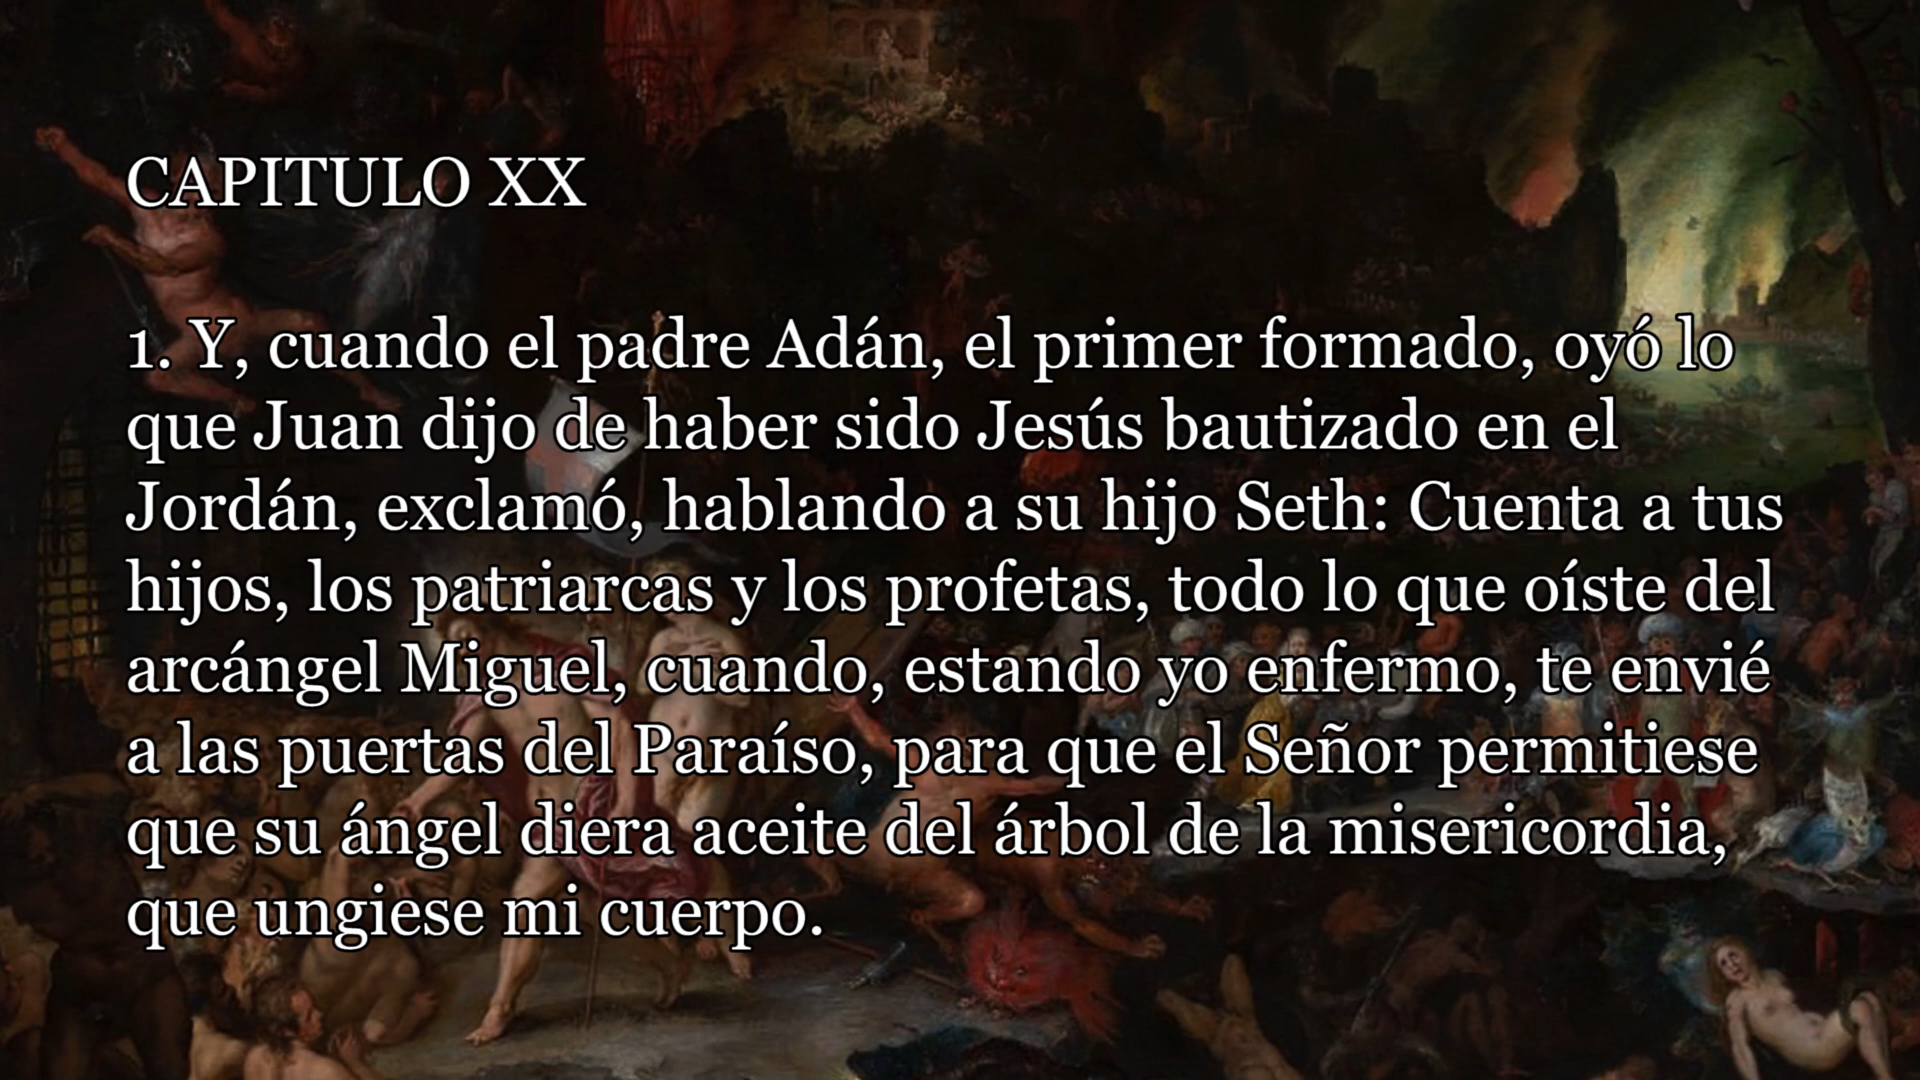 CAPITULO XX
1. Y, cuando el padre Adán, el primer formado, oyó lo
que Juan dijo de haber sido Jesús bautizado en el
Jordán, exclamó, hablando a su hijo Seth: Cuenta a tus
hijos, los patriarcas y los profetas, todo lo que oíste del
arcángel Miguel, cuando, estando yo enfermo, te envié
a las puertas del Paraíso, para que el Señor permitiese
que su ángel diera aceite del árbol de la misericordia,
que ungiese mi cuerpo.